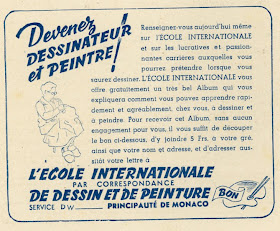 Devenez
DESSINATEUR
et PEINTRE!
Renseignez-vous aujourd'hui même
sur l'ÉCOLE INTERNATIONALE
et sur les lucratives et passion-
nantes carrières auxquelles vous
pourrez prétendre lorsque vous
saurez dessiner. L'ÉCOLE INTERNATIONALE vous
offre gratuitement un très bel Album qui vous
expliquera comment vous pouvez apprendre rapi-
dement et agréablement, chez vous, à dessiner et
à peindre. Pour recevoir cet Album, sans aucun
engagement pour vous, il vous suffit de découper
le bon ci-dessous, d'y joindre 5 Frs. à votre gré,
ainsi que votre nom et adresse, et d'adresser aus-
sitôt votre lettre à
L'ECOLE INTERNATIONALE
PAR CORRESPONDANCE
DE DESSIN ET DE PEINTURE
SERVICE DW PRINCIPAUTÉ DE MONACO
BON